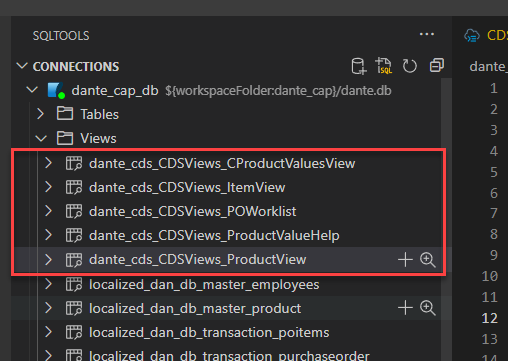 SQLTOOLS
CDS
CONNECTIONS
dante_cap_db ${workspaceFolder:dante_cap}/dante.db
dante_
Tables
Views
dante_cds_CDSViews_CProductValuesView
dante_cds_CDSViews_ItemView
dante_cds_CDSViews_POWorklist
dante_cds_CDSViews_ProductValueHelp
dante_cds_CDSViews_ProductView
localized_dan_db_master_employees
localized_dan_db_master_product
localized_dan_db_transaction_poitems
localized_dan_db_transaction_purchaseorder
1
2
3
4
5
6
7
8
9
10
11
12
13